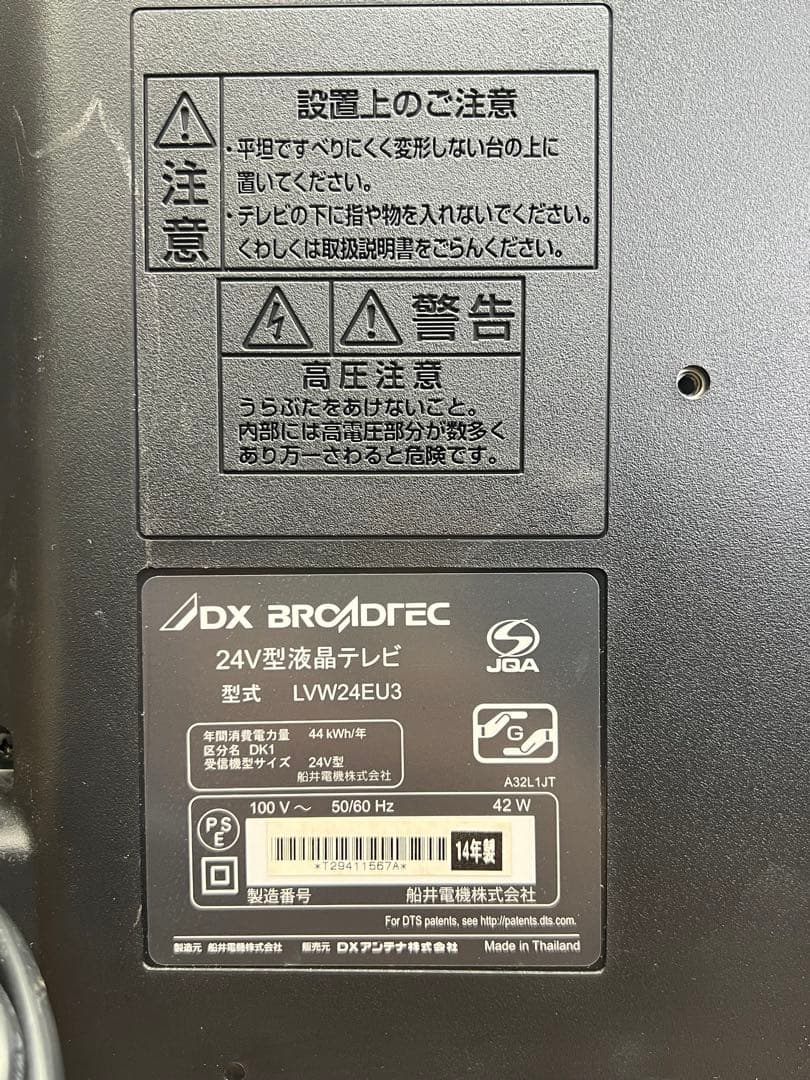 設置上のご注意
注意
・平坦ですべりにくく変形しない台の上に
置いてください。
・テレビの下に指や物を入れないでください。
くわしくは取扱説明書をごらんください。
警告
高圧注意
うらぶたをあけないこと。
内部には高電圧部分が数多く
あり万一さわると危険です。
DX BROADTEC
24V型液晶テレビ
JQA
型式 LVW24EU3
年間消費電力量 44 kWh/年
区分名 DK1
受信機型サイズ 24V型
船井電機株式会社
G
A32L1JT
100 V～ 50/60 Hz 42 W
PSE
*T29411567A*
14年製
製造番号 船井電機株式会社
For DTS patents, see http://patents.dts.com.
製造元 船井電機株式会社 販売元 DXアンテナ株式会社 Made in Thailand